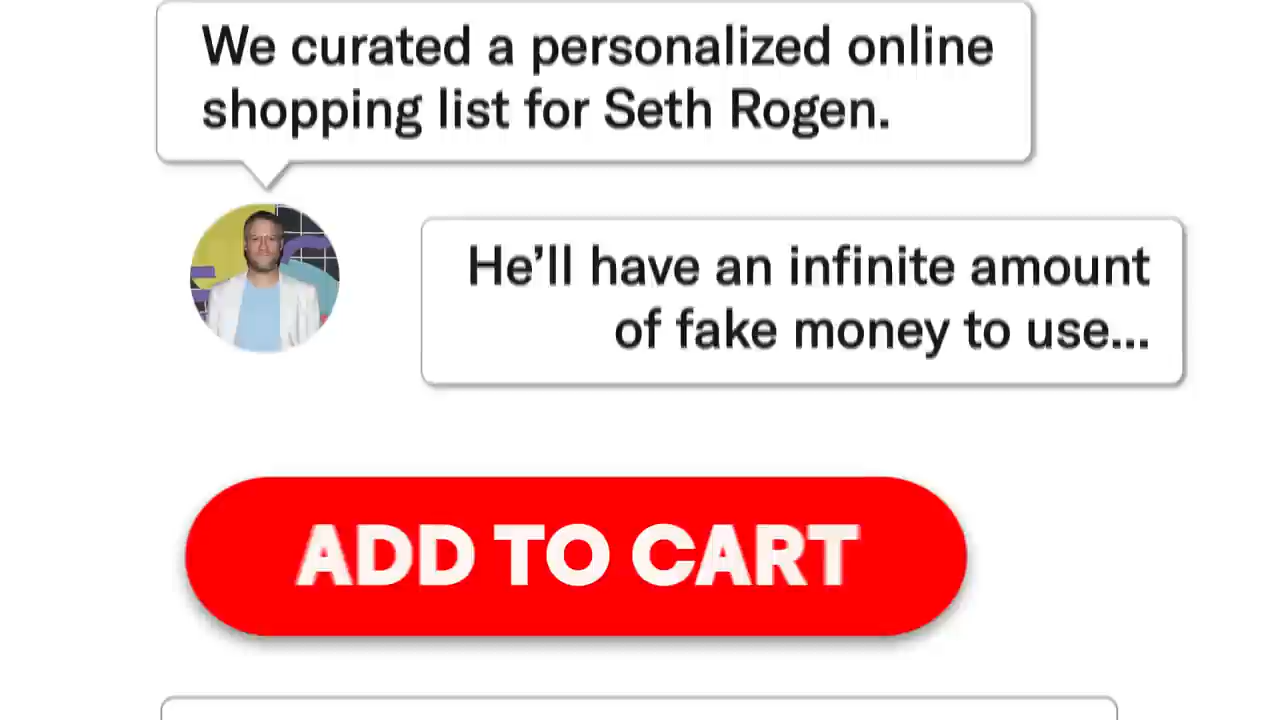 We curated a personalized online
shopping list for Seth Rogen.
He’ll have an infinite amount
of fake money to use...
ADD TO CART